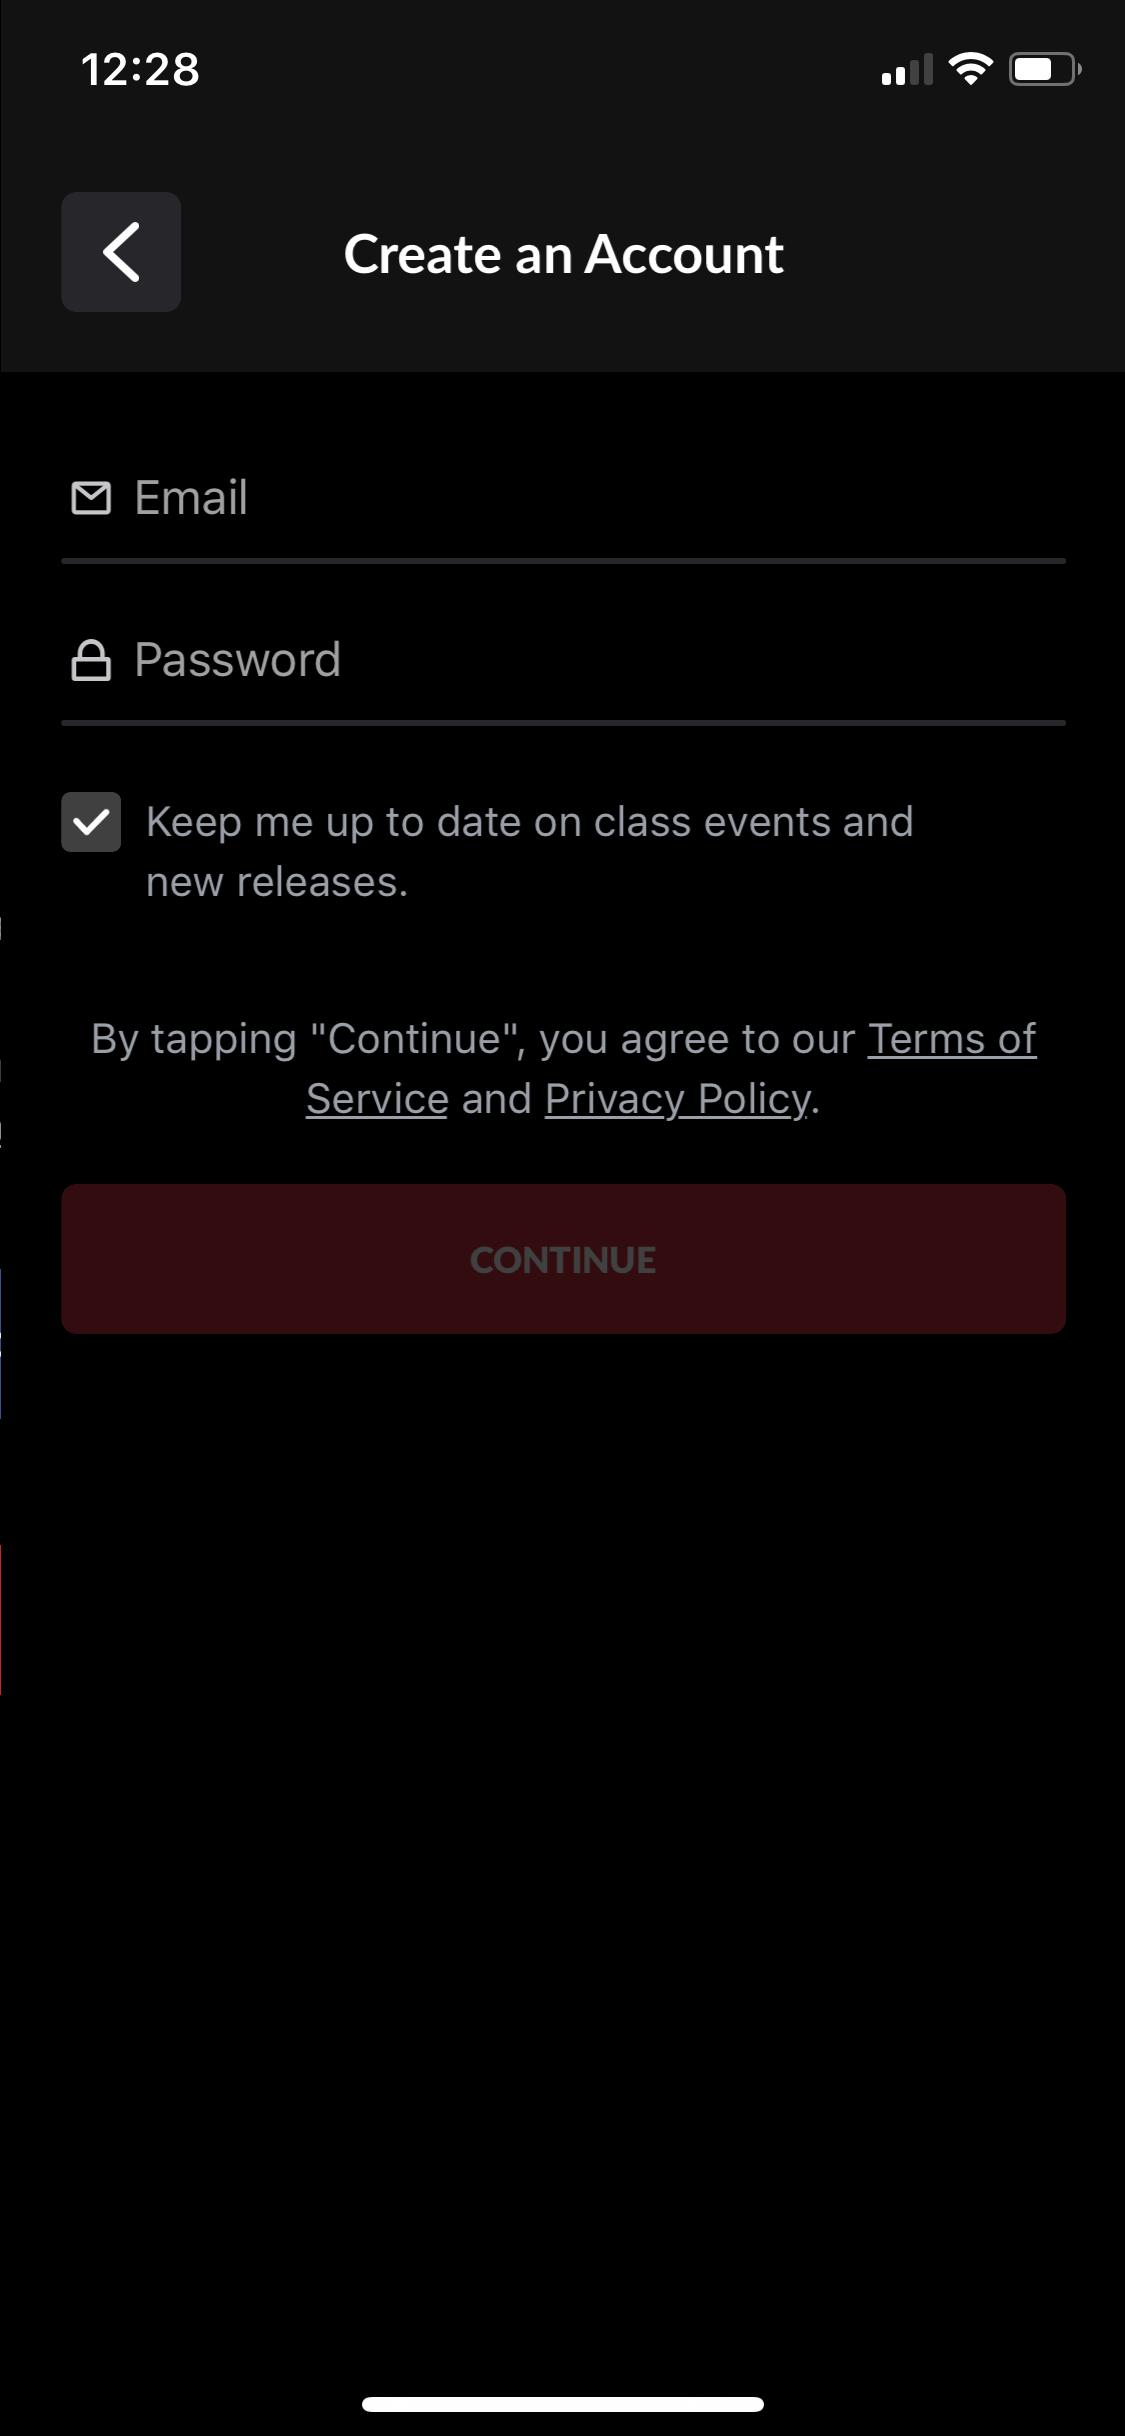 12:28
Create an Account
Email
Password
Keep me up to date on class events and
new releases.
By tapping "Continue", you agree to our Terms of
Service and Privacy Policy.
CONTINUE